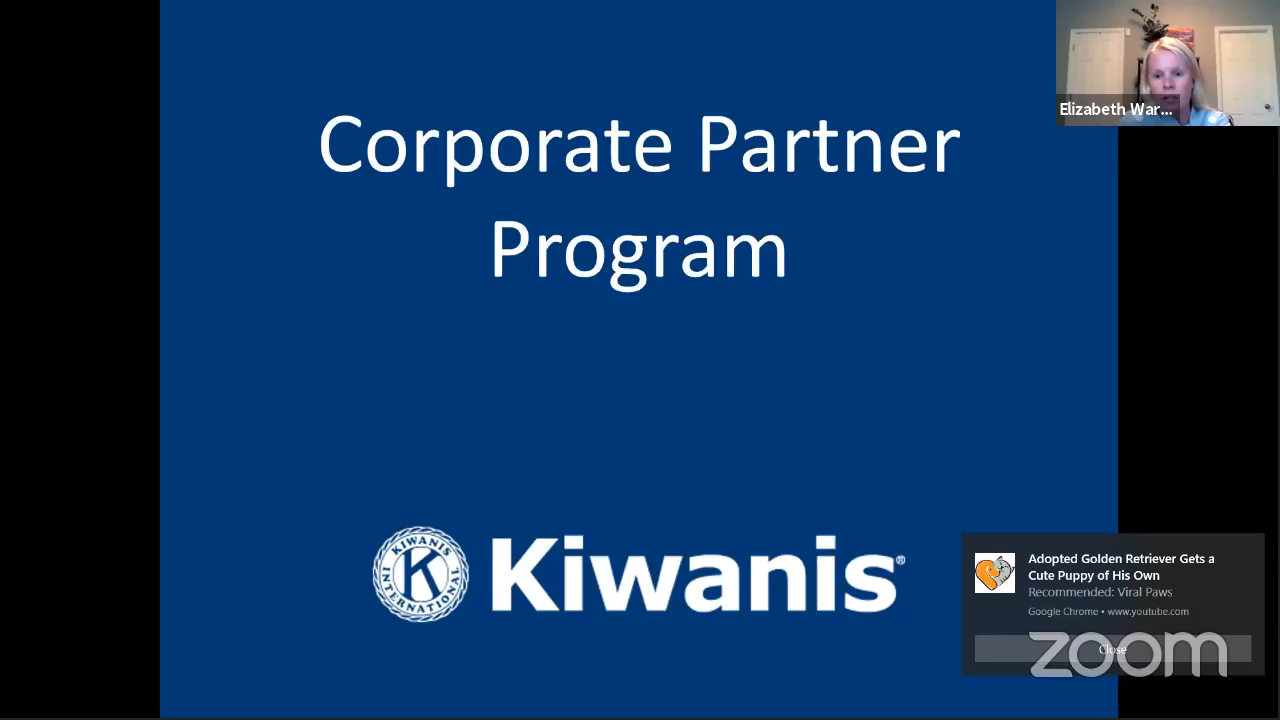 Elizabeth War...
Corporate Partner
Program
KIWANIS
K
INTERNATIONAL
Kiwanis®
Adopted Golden Retriever Gets a
Cute Puppy of His Own
Recommended: Viral Paws
Google Chrome • www.youtube.com
Close
zoom